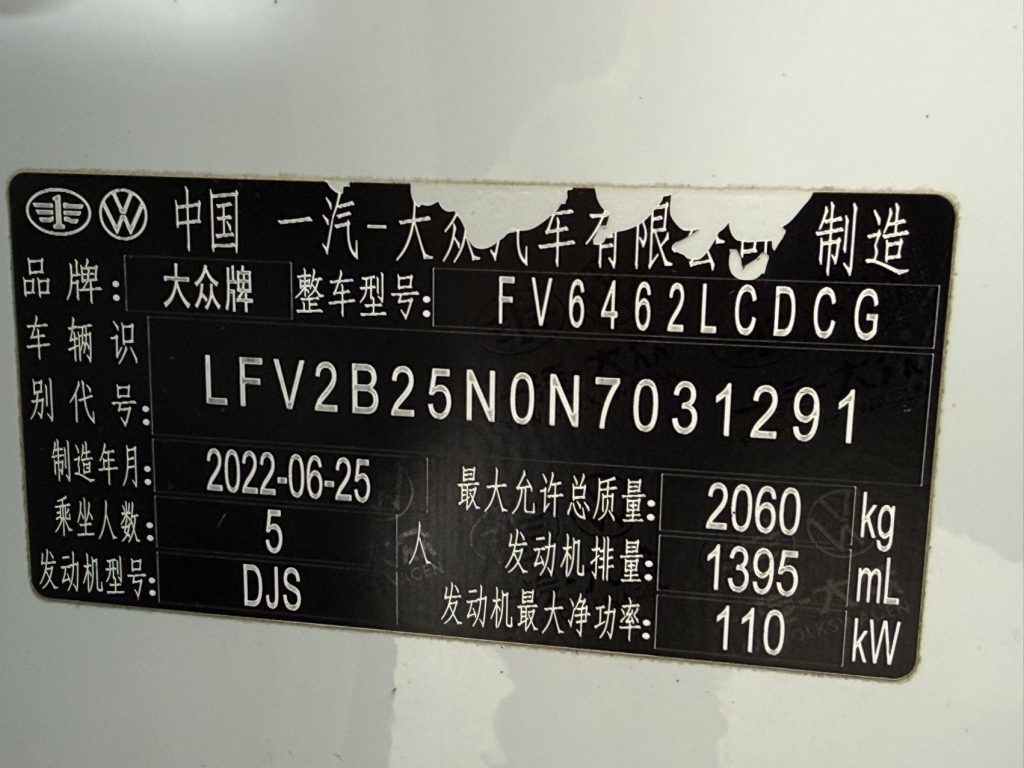 中国 一汽-大众汽车有限公司 制造
品牌: 大众牌 整车型号: FV6462LCDCG
车辆识别代号: LFV2B25N0N7031291
制造年月: 2022-06-25 最大允许总质量: 2060 kg
乘坐人数: 5 人 发动机排量: 1395 mL
发动机型号: DJS 发动机最大净功率: 110 kW